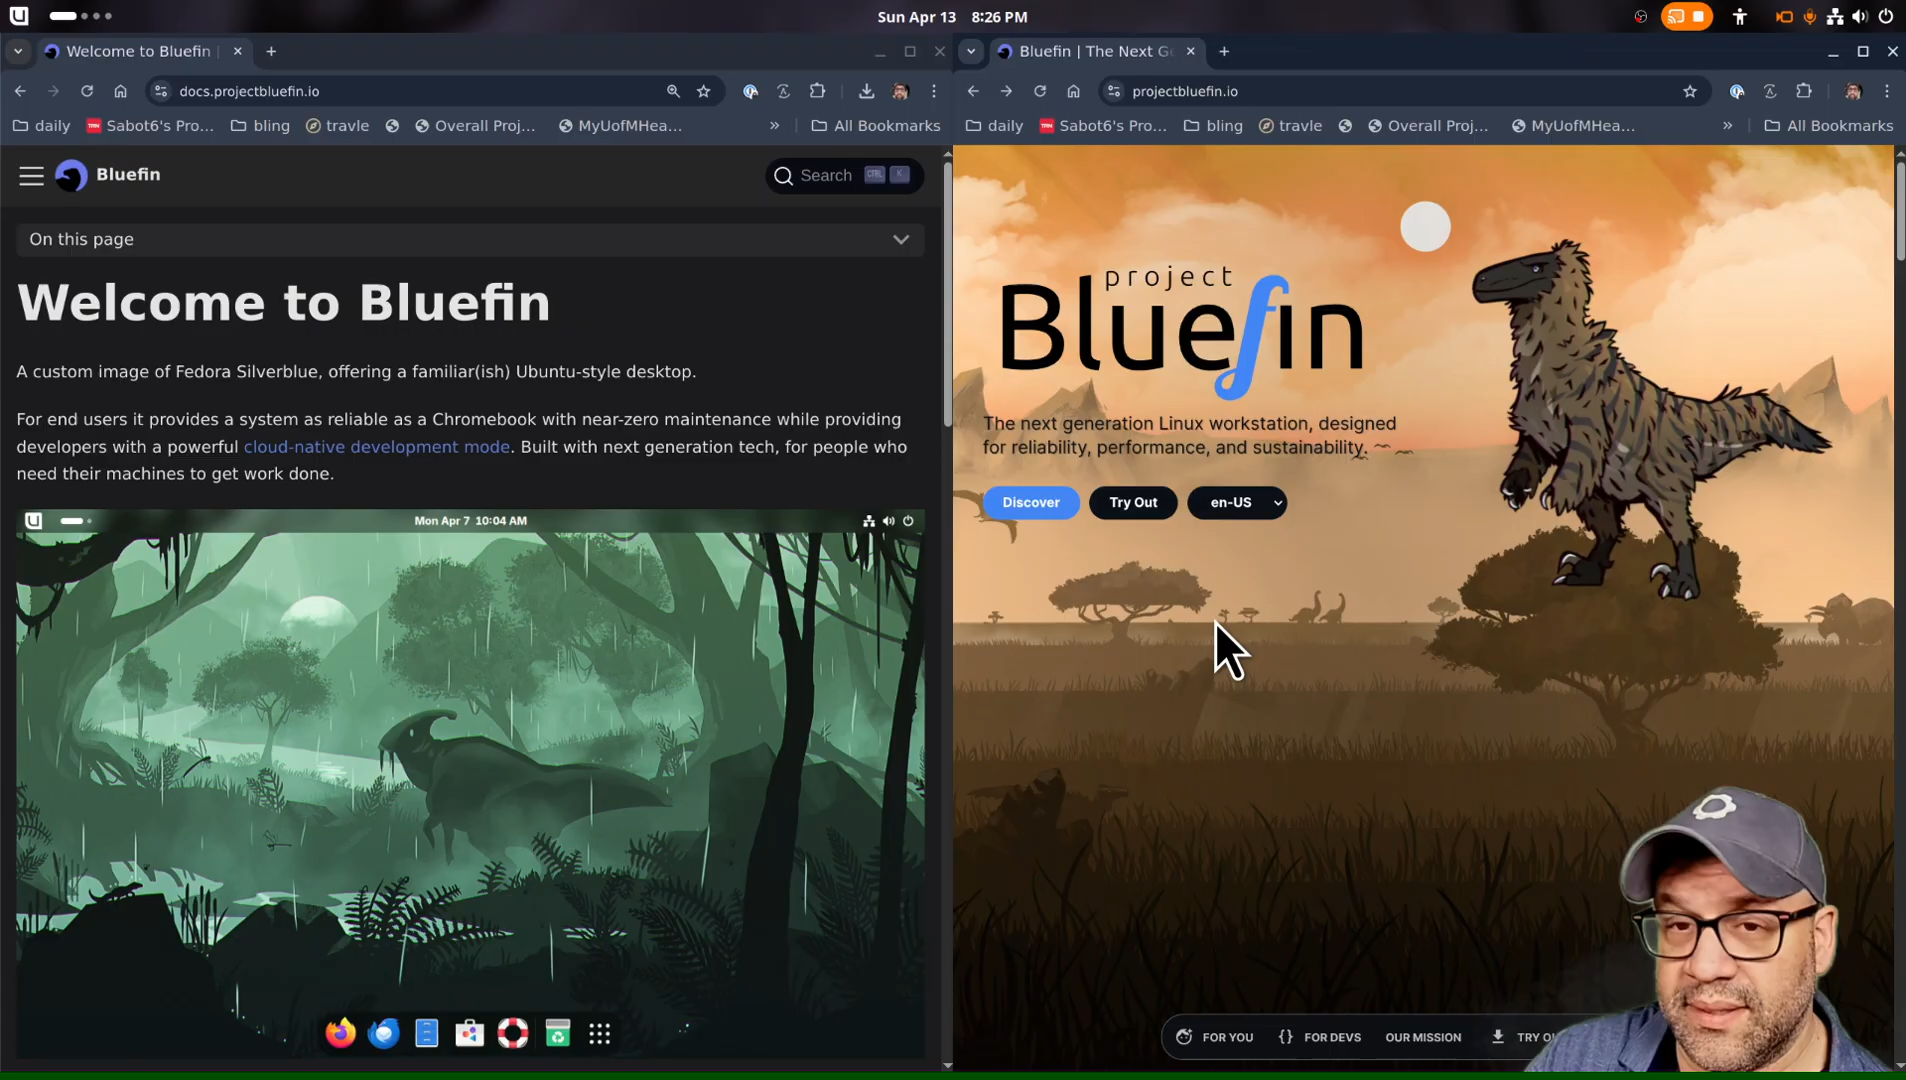 Sun Apr 13 8:26 PM
Welcome to Bluefin |
docs.projectbluefin.io
daily
Sabot6's Pro...
bling
travle
Overall Proj...
MyUofMHea...
»
All Bookmarks
Bluefin
Search CTRL K
On this page
Welcome to Bluefin
A custom image of Fedora Silverblue, offering a familiar(ish) Ubuntu-style desktop.
For end users it provides a system as reliable as a Chromebook with near-zero maintenance while providing
developers with a powerful cloud-native development mode. Built with next generation tech, for people who
need their machines to get work done.
Mon Apr 7 10:04 AM
Bluefin | The Next Ge
projectbluefin.io
daily
Sabot6's Pro...
bling
travle
Overall Proj...
MyUofMHea...
»
All Bookmarks
project
Bluefin
The next generation Linux workstation, designed
for reliability, performance, and sustainability.
Discover
Try Out
en-US
FOR YOU
{} FOR DEVS
OUR MISSION
TRY OU